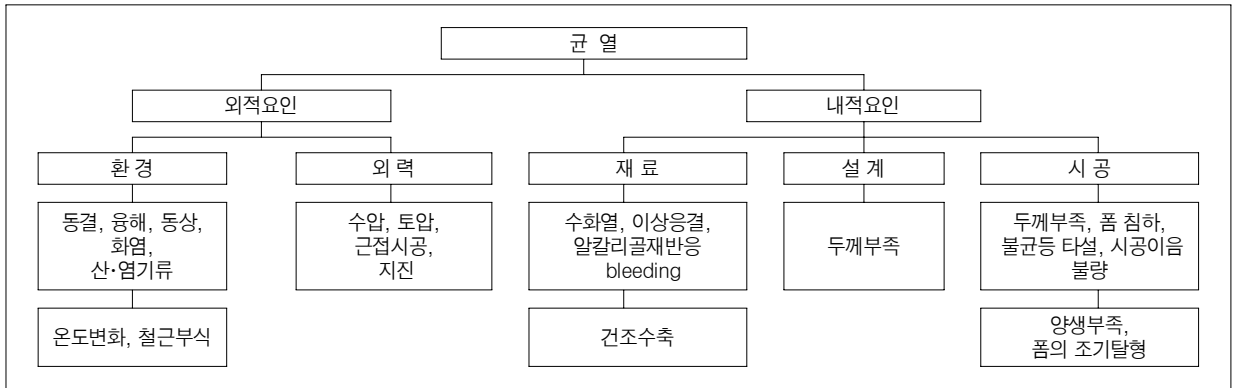 균 열
외적요인
내적요인
환 경
외 력
재 료
설 계
시 공
동결, 융해, 동상,
화염,
산·염기류
수압, 토압,
근접시공,
지진
수화열, 이상응결,
알칼리골재반응
bleeding
두께부족
두께부족, 폼 침하,
불균등 타설, 시공이음
불량
온도변화, 철근부식
건조수축
양생부족,
폼의 조기탈형